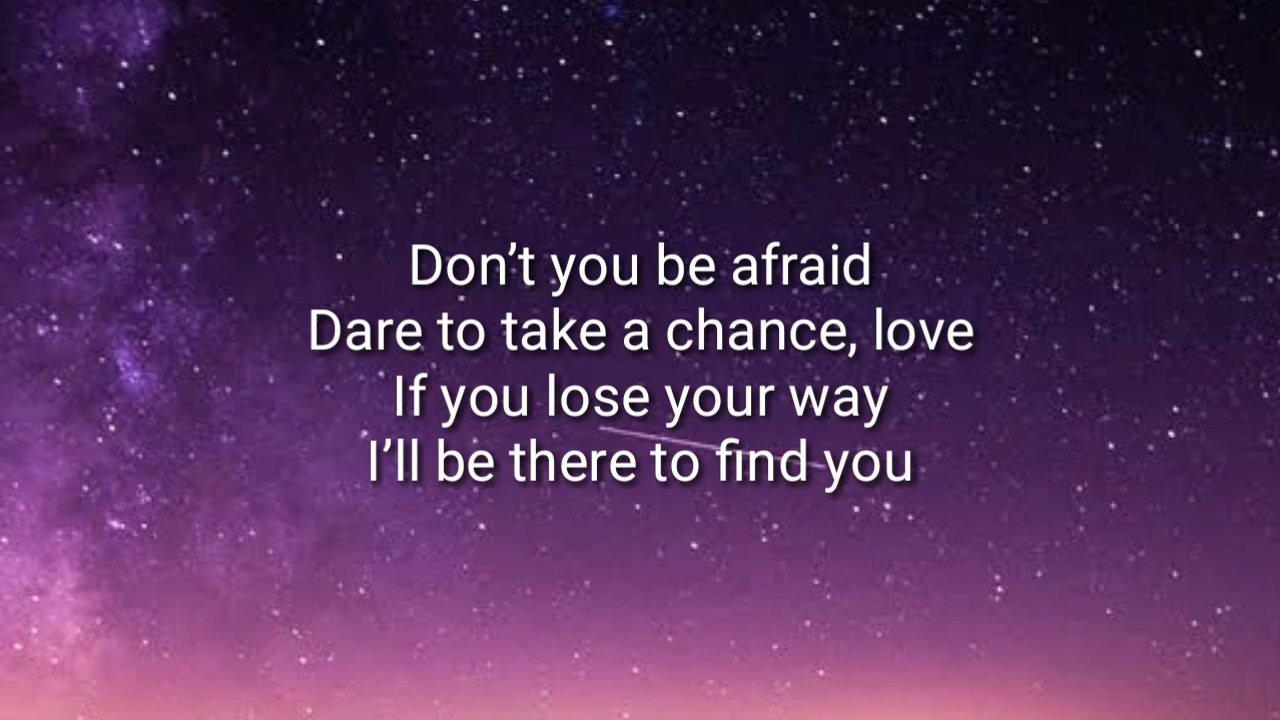 Don’t you be afraid
Dare to take a chance, love
If you lose your way
I’ll be there to find you